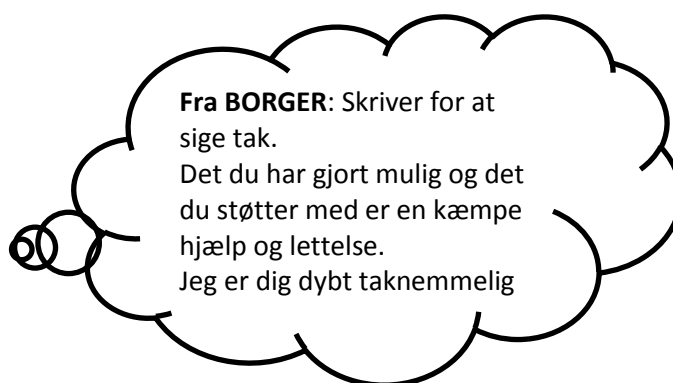 Fra BORGER: Skriver for at
sige tak.
Det du har gjort mulig og det
du støtter med er en kæmpe
hjælp og lettelse.
Jeg er dig dybt taknemmelig